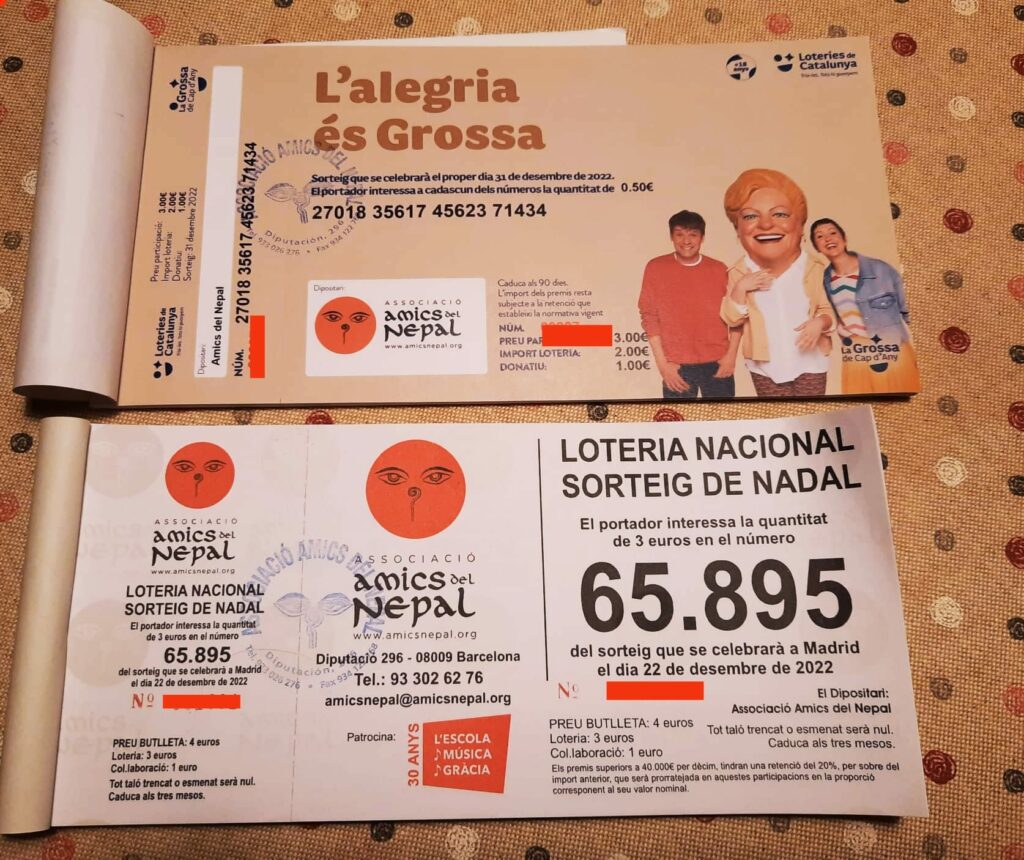 La Grossa
de Cap d'Any
Preu participació: 3.00€
Import loteria: 2.00€
Donatiu: 1.00€
Sorteig: 31 desembre 2022
Loteries de
Catalunya
Dipositari:
Amics del Nepal
NÚM.
27018 35617 45623 71434
L'alegria
és Grossa
+18
anys
Loteries de
Catalunya
Sorteig que se celebrarà el proper dia 31 de desembre de 2022.
El portador interessa a cadascun dels números la quantitat de 0.50€
27018 35617 45623 71434
Diputación, 296
Dipositari:
ASSOCIACIÓ
amics del
Nepal
www.amicsnepal.org
Caduca als 90 dies.
L'import dels premis resta
subjecte a la retenció que
estableixi la normativa vigent
NÚM.
PREU PAR 3.00€
IMPORT LOTERIA: 2.00€
DONATIU: 1.00€
La Grossa
de Cap d'Any
ASSOCIACIÓ
amics del
Nepal
www.amicsnepal.org
LOTERIA NACIONAL
SORTEIG DE NADAL
El portador interessa la quantitat
de 3 euros en el número
65.895
del sorteig que se celebrarà a Madrid
el dia 22 de desembre de 2022
Nº
PREU BUTLLETA: 4 euros
Loteria: 3 euros
Col.laboració: 1 euro
Tot taló trencat o esmenat serà nul.
Caduca als tres mesos.
ASSOCIACIÓ AMICS DEL
Diputación, 296
ASSOCIACIÓ
amics del
Nepal
www.amicsnepal.org
Diputació 296 - 08009 Barcelona
Tel.: 93 302 62 76
amicsnepal@amicsnepal.org
Patrocina:
30 ANYS
L'ESCOLA
MÚSICA
GRÀCIA
LOTERIA NACIONAL
SORTEIG DE NADAL
El portador interessa la quantitat
de 3 euros en el número
65.895
del sorteig que se celebrarà a Madrid
el dia 22 de desembre de 2022
Nº
El Dipositari:
Associació Amics del Nepal
PREU BUTLLETA: 4 euros
Loteria: 3 euros
Col.laboració: 1 euro
Tot taló trencat o esmenat serà nul.
Caduca als tres mesos.
Els premis superiors a 40.000€ per dècim, tindran una retenció del 20%, per sobre del
import anterior, que serà prorratejada en aquestes participacions en la proporció
corresponent al seu valor nominal.